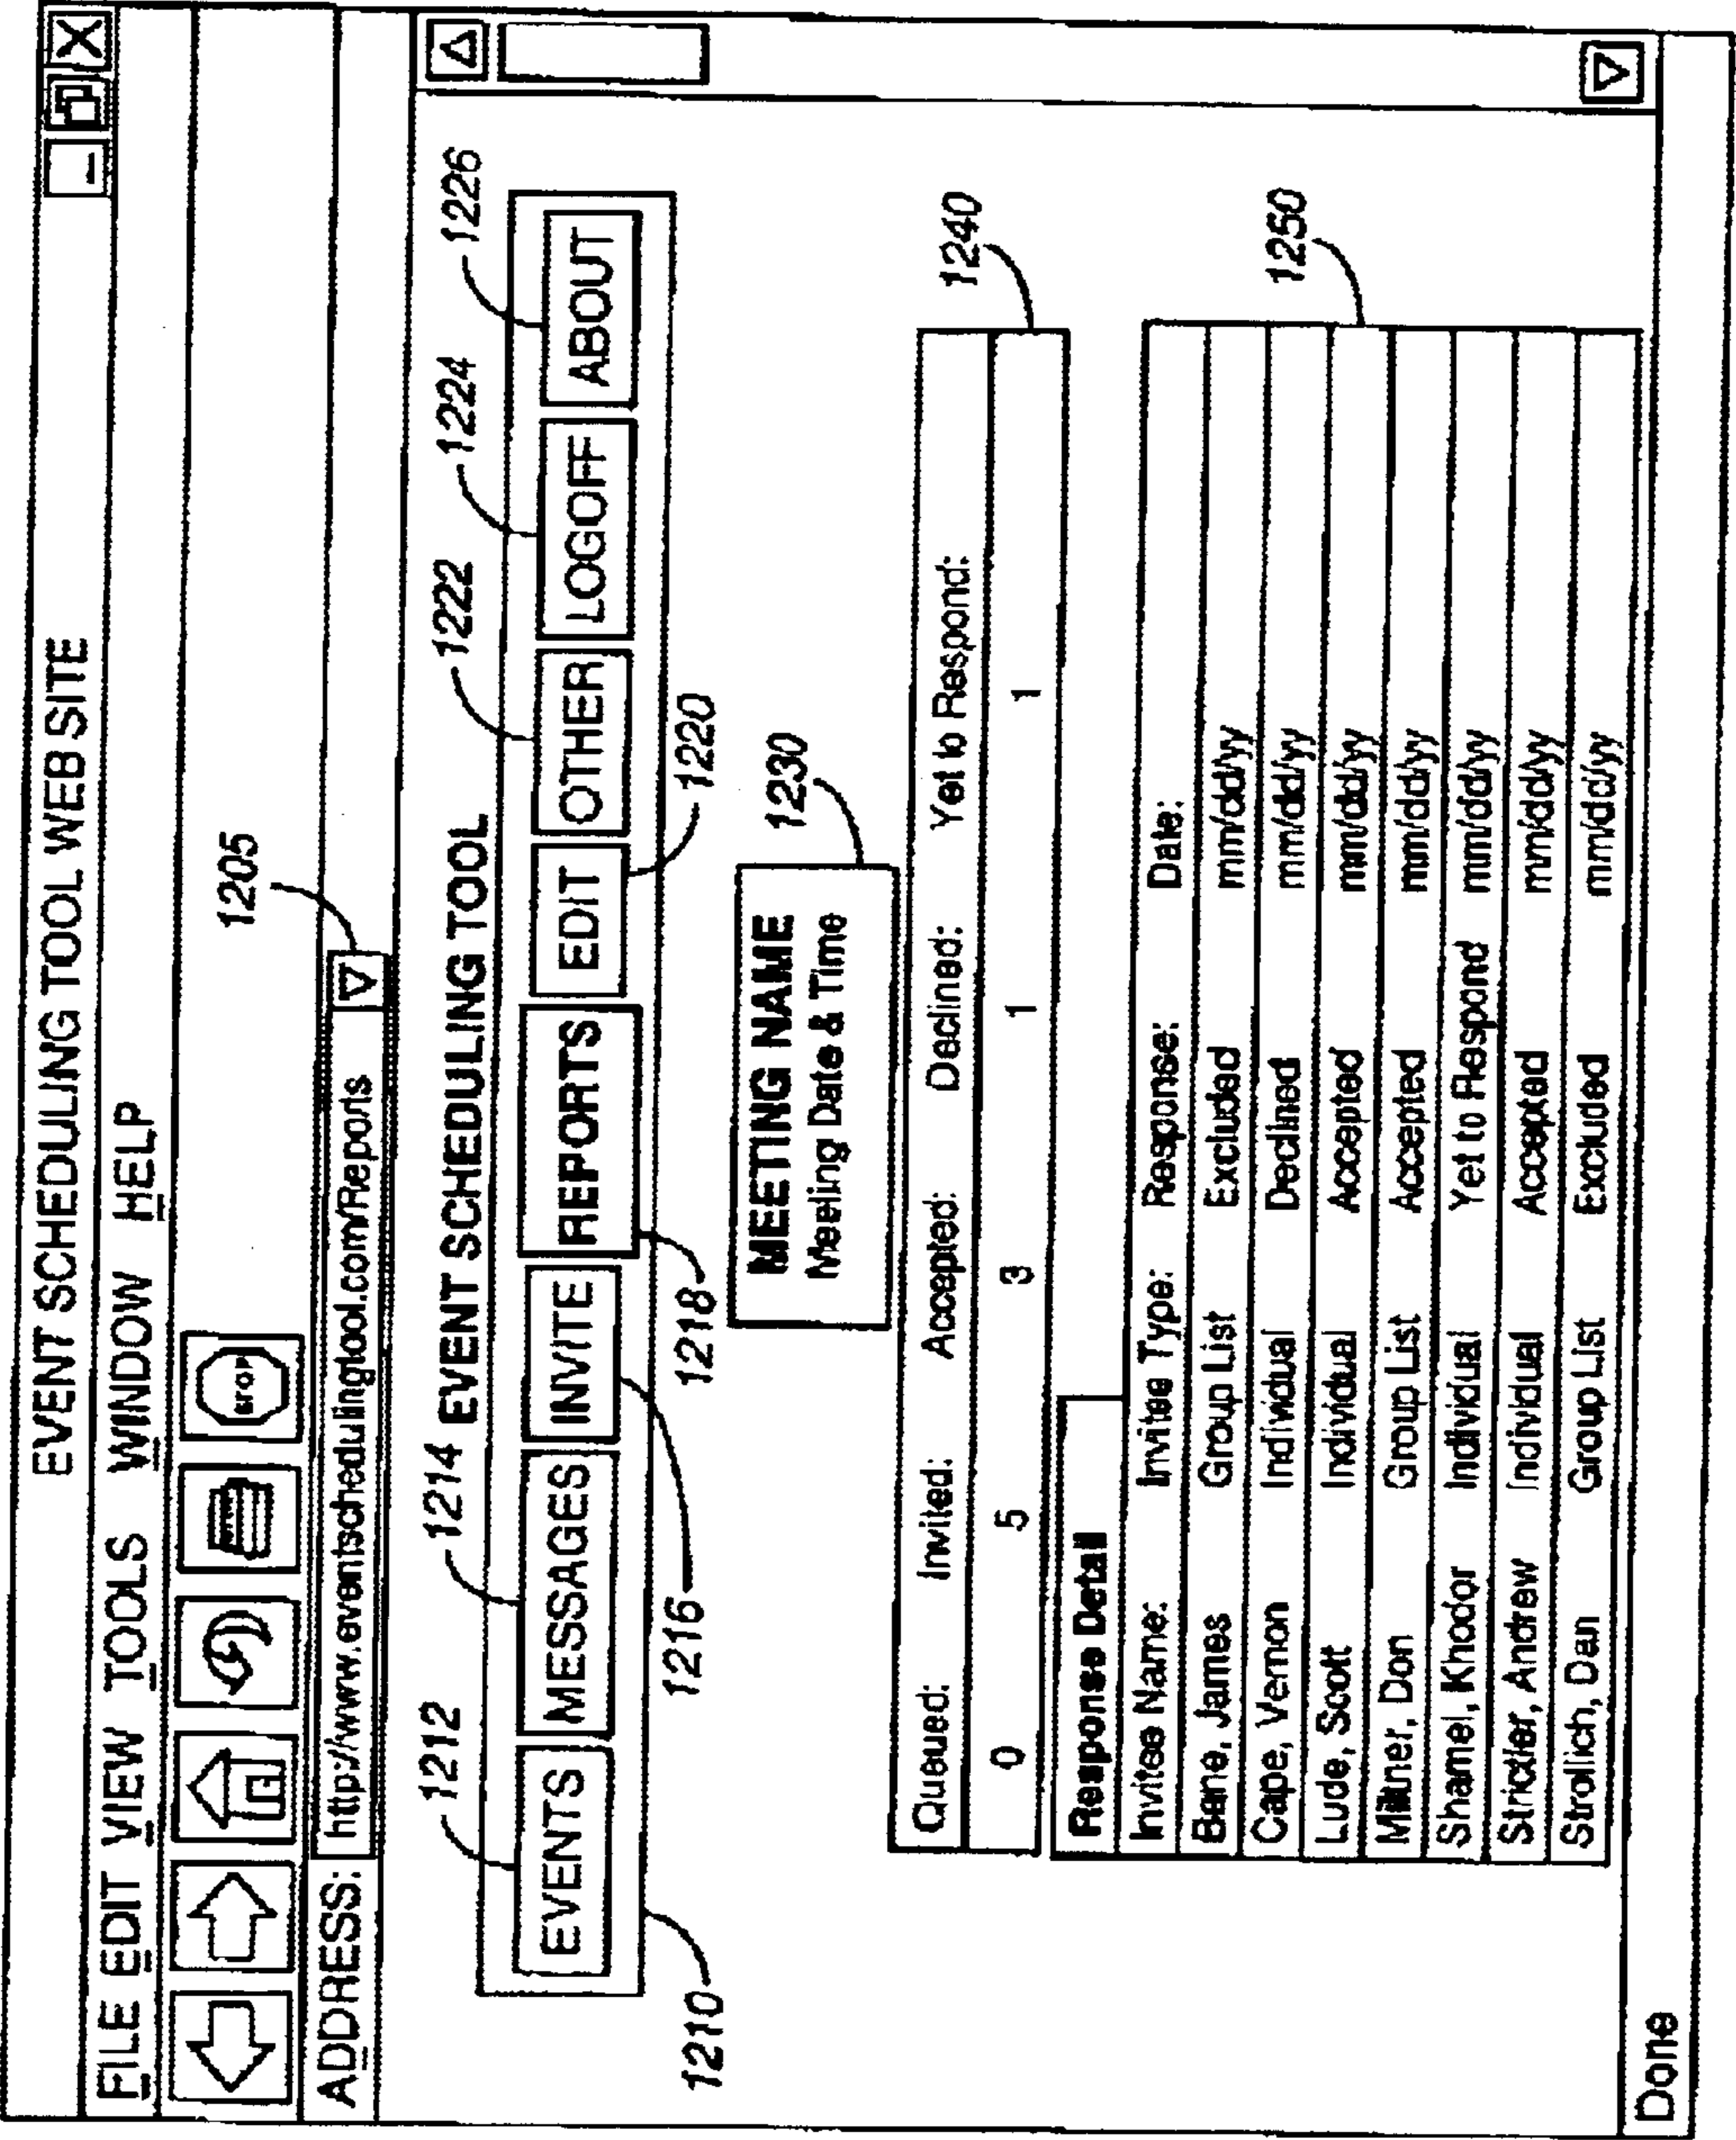 EVENT SCHEDULING TOOL WEB SITE
FILE EDIT VIEW TOOLS WINDOW HELP
STOP
1205
ADDRESS: http://www.eventschedulingtool.com/Reports
1212 1214 EVENT SCHEDULING TOOL 1222 1224 1226
EVENTS MESSAGES INVITE REPORTS EDIT OTHER LOGOFF ABOUT
1210 1216 1218 1220
MEETING NAME 1230
Meeting Date & Time
Queued: Invited: Accepted: Declined: Yet to Respond: 1240
0 5 3 1 1
Response Detail
Invitee Name: Invitee Type: Response: Date: 1250
Bane, James Group List Excluded mm/dd/yy
Cape, Vernon Individual Declined mm/dd/yy
Lude, Scott Individual Accepted mm/dd/yy
Milner, Don Group List Accepted mm/dd/yy
Shamel, Khodor Individual Yet to Respond mm/dd/yy
Strickler, Andrew Individual Accepted mm/dd/yy
Strollich, Dan Group List Excluded mm/dd/yy
Done